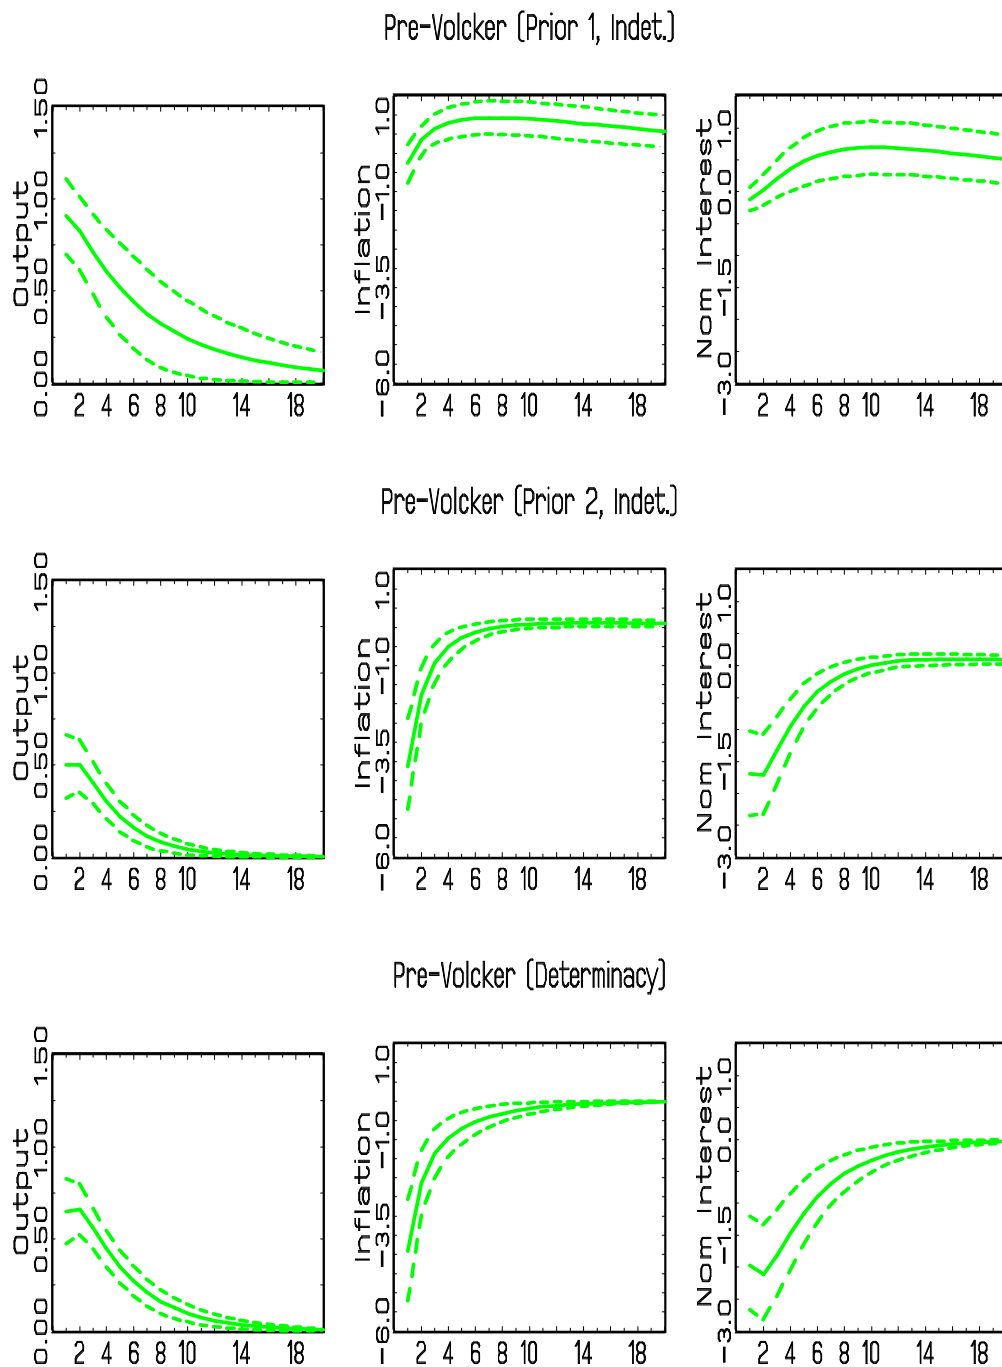 Pre-Volcker (Prior 1, Indet.)
Output
0.00 0.50 1.00 1.50
2 4 6 8 10 14 18
Inflation
-6.0 -3.5 -1.0 1.0
2 4 6 8 10 14 18
Nom Interest
-3.0 -1.5 0.0 1.0
2 4 6 8 10 14 18
Pre-Volcker (Prior 2, Indet.)
Output
0.00 0.50 1.00 1.50
2 4 6 8 10 14 18
Inflation
-6.0 -3.5 -1.0 1.0
2 4 6 8 10 14 18
Nom Interest
-3.0 -1.5 0.0 1.0
2 4 6 8 10 14 18
Pre-Volcker (Determinacy)
Output
0.00 0.50 1.00 1.50
2 4 6 8 10 14 18
Inflation
-6.0 -3.5 -1.0 1.0
2 4 6 8 10 14 18
Nom Interest
-3.0 -1.5 0.0 1.0
2 4 6 8 10 14 18